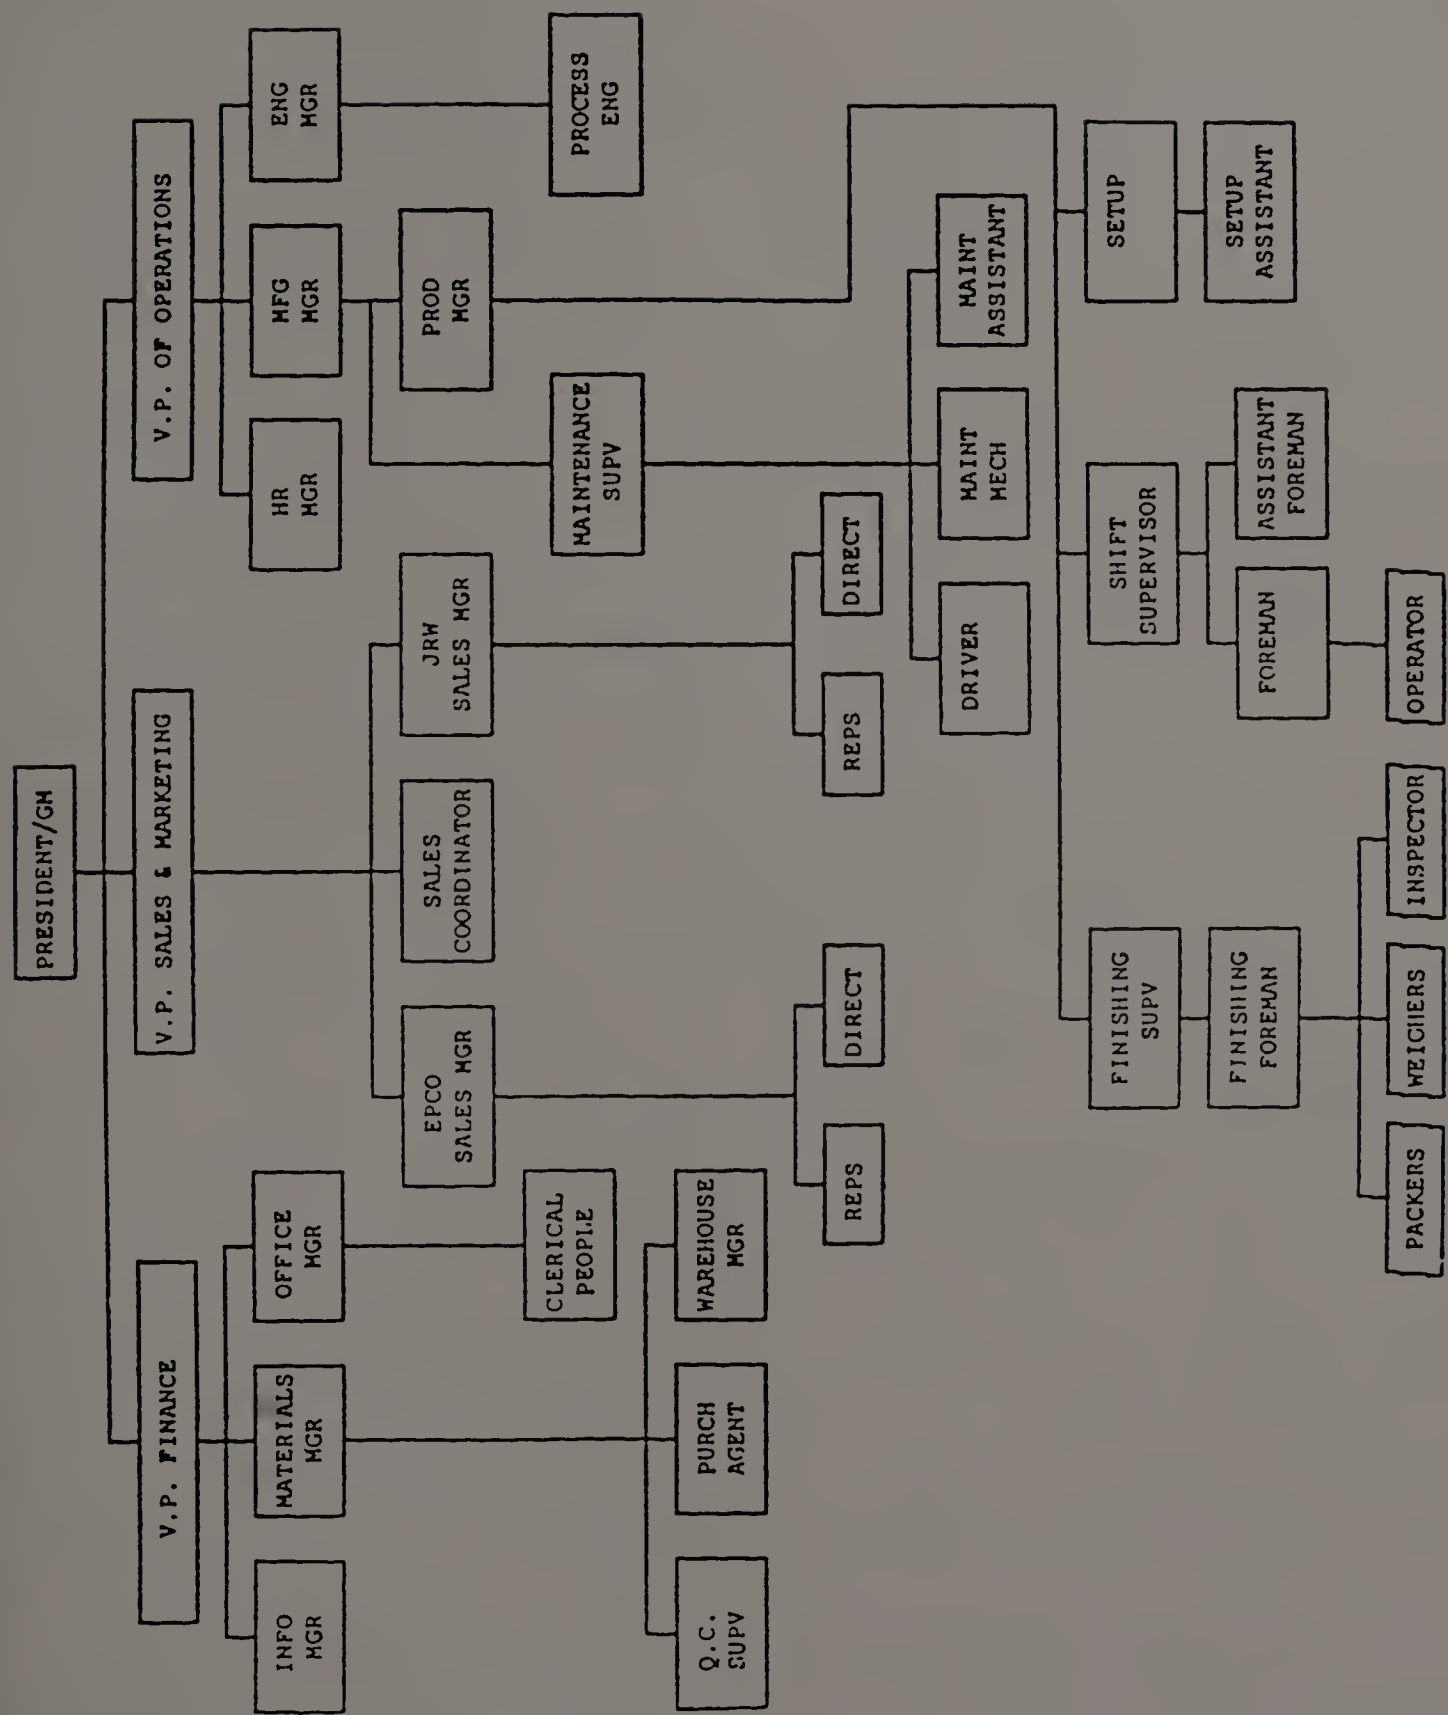 PRESIDENT/GM
V.P. FINANCE
V.P. SALES & MARKETING
V.P. OF OPERATIONS
INFO
MGR
MATERIALS
MGR
OFFICE
MGR
HR
MGR
MFG
MGR
ENG
MGR
EPCO
SALES MGR
SALES
COORDINATOR
JRW
SALES MGR
PROD
MGR
CLERICAL
PEOPLE
MAINTENANCE
SUPV
PROCESS
ENG
Q.C.
SUPV
PURCH
AGENT
WAREHOUSE
MGR
REPS
DIRECT
REPS
DIRECT
DRIVER
MAINT
MECH
MAINT
ASSISTANT
FINISHING
SUPV
SHIFT
SUPERVISOR
SETUP
FINISHING
FOREMAN
FOREMAN
ASSISTANT
FOREMAN
SETUP
ASSISTANT
PACKERS
WEIGHERS
INSPECTOR
OPERATOR